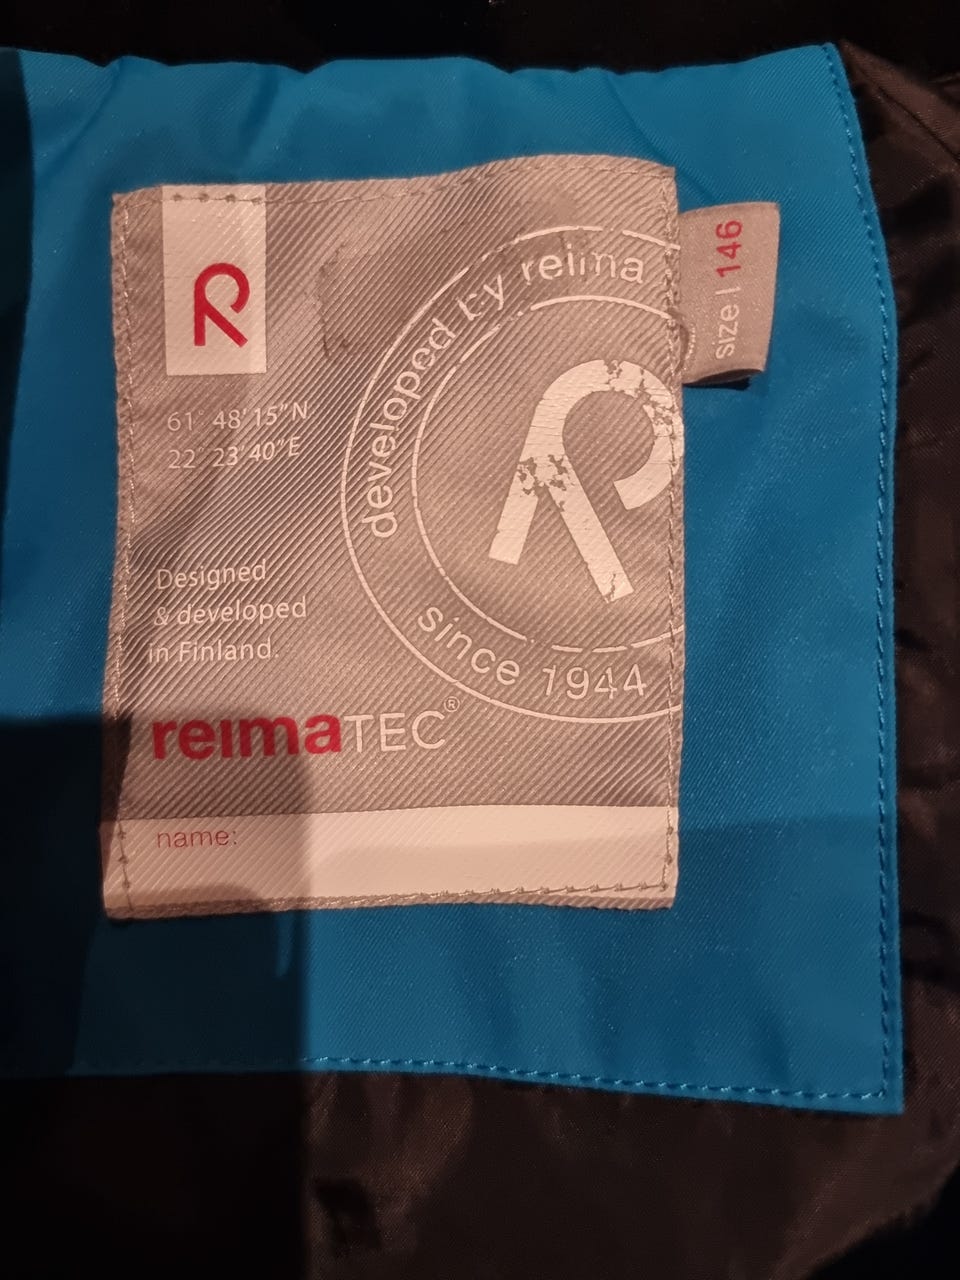 R
61° 48' 15" N
22° 23' 40" E
developed by reima
R
since 1944
size | 146
Designed
& developed
in Finland.
reimaTEC®
name: